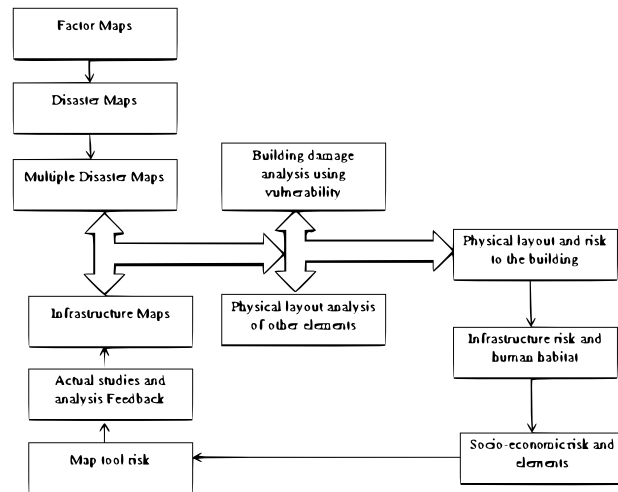 Factor Maps
Disaster Maps
Multiple Disaster Maps
Building damage
analysis using
vulnerability
Physical layout and risk
to the building
Infrastructure Maps
Physical layout analysis
of other elements
Infrastructure risk and
human habitat
Actual studies and
analysis Feedback
Map tool risk
Socio-economic risk and
elements